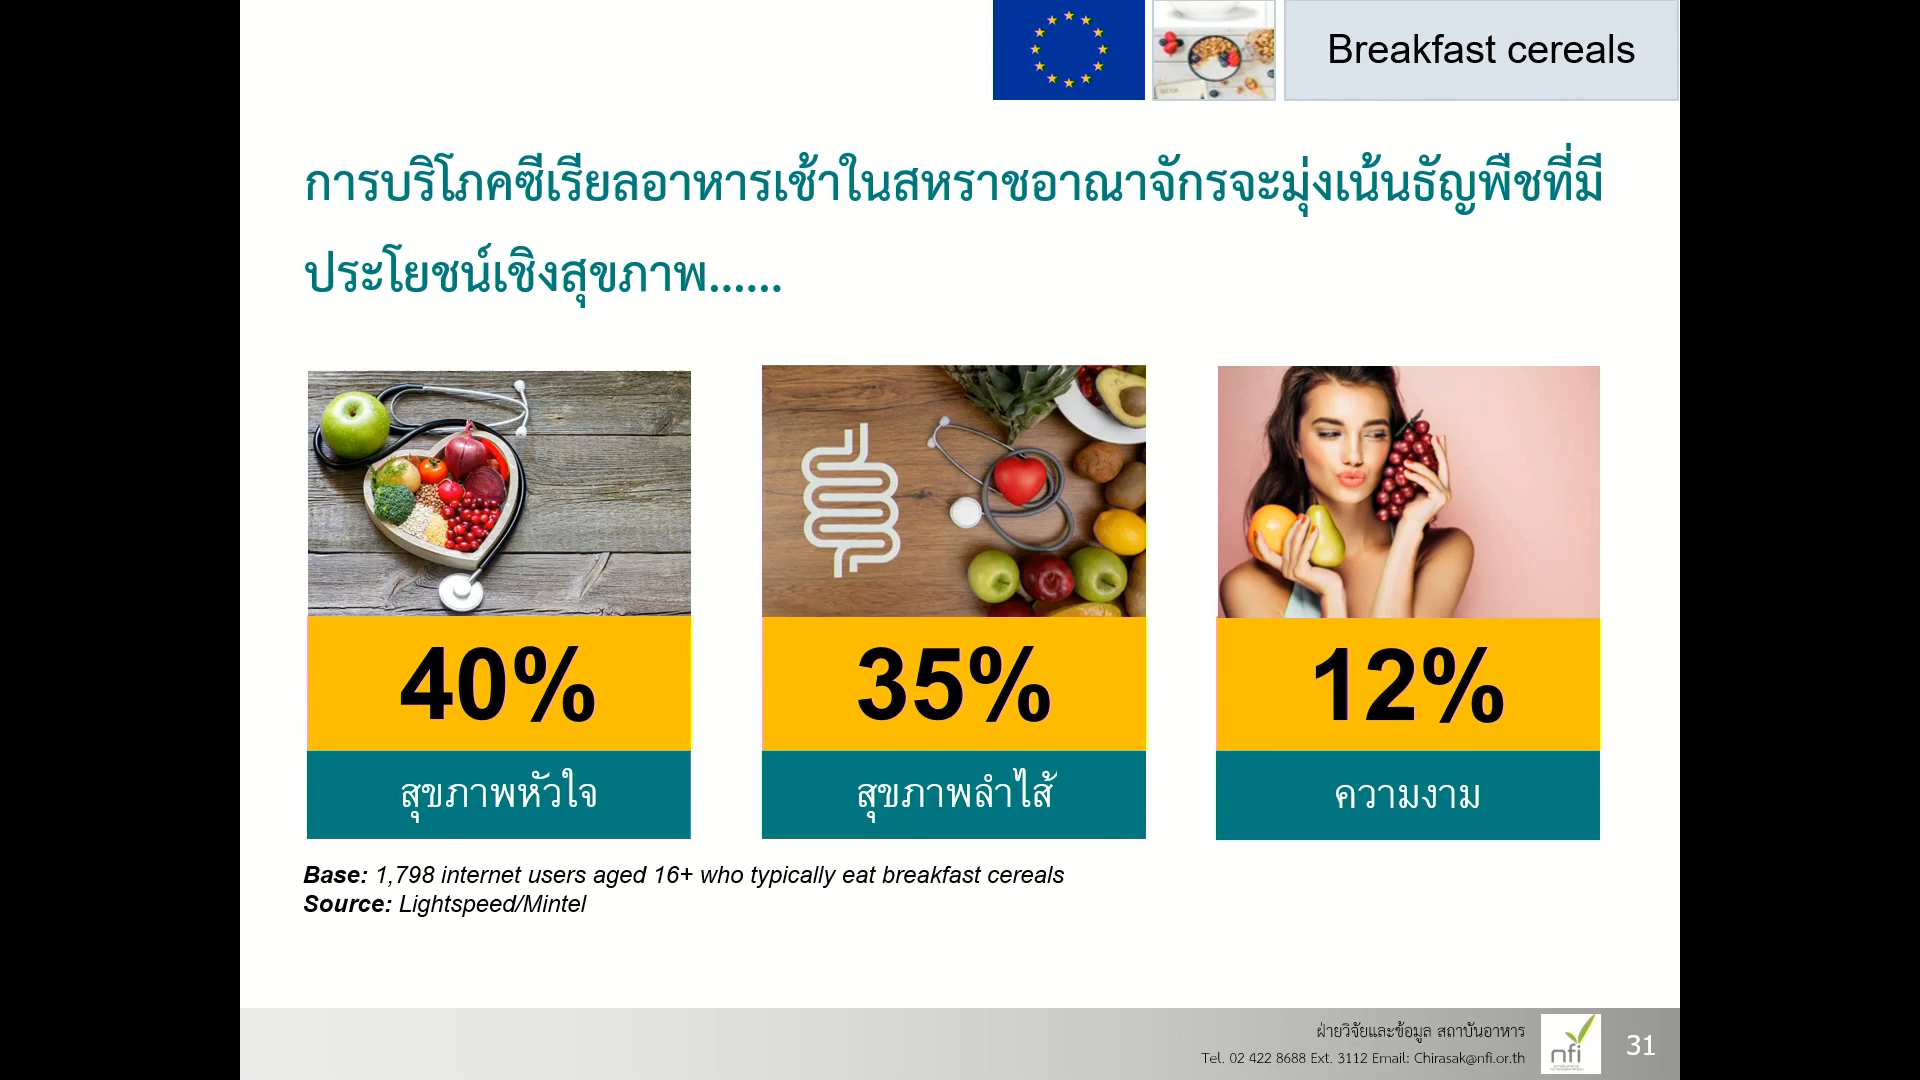 Breakfast cereals
การบริโภคซีเรียลอาหารเช้าในสหราชอาณาจักรจะมุ่งเน้นธัญพืชที่มี
ประโยชน์เชิงสุขภาพ......
40%
35%
12%
สุขภาพหัวใจ
สุขภาพลำไส้
ความงาม
Base: 1,798 internet users aged 16+ who typically eat breakfast cereals
Source: Lightspeed/Mintel
ฝ่ายวิจัยและข้อมูล สถาบันอาหาร
Tel. 02 422 8688 Ext. 3112 Email: Chirasak@nfi.or.th
nfi
31